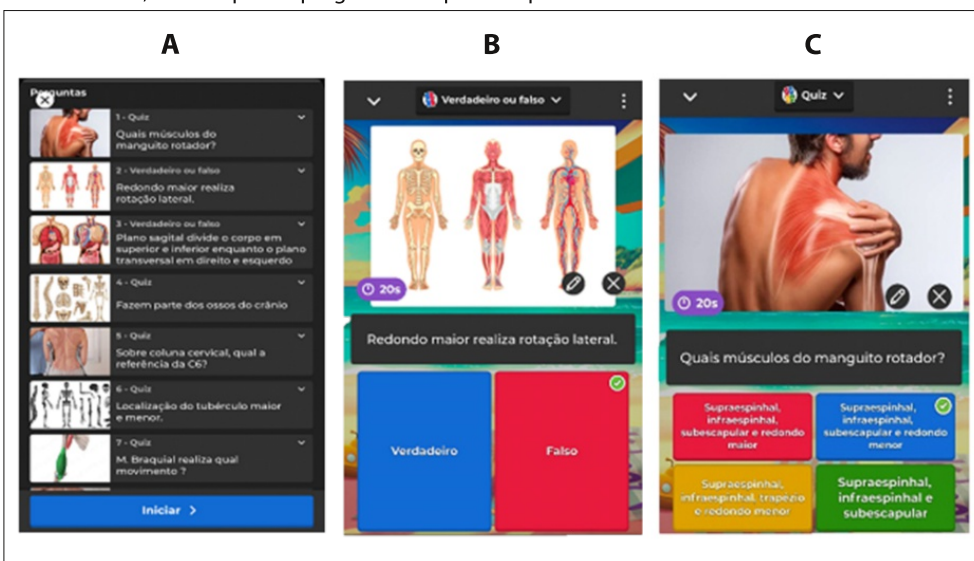 A
B
C
Perguntas
1 - Quiz
Quais músculos do
manguito rotador?
2 - Verdadeiro ou falso
Redondo maior realiza
rotação lateral.
3 - Verdadeiro ou falso
Plano sagital divide o corpo em
superior e inferior enquanto o plano
transversal em direito e esquerdo
4 - Quiz
Fazem parte dos ossos do crânio
5 - Quiz
Sobre coluna cervical, qual a
referência da C6?
6 - Quiz
Localização do tubérculo maior
e menor.
7 - Quiz
M. Braquial realiza qual
movimento ?
Iniciar
Verdadeiro ou falso
20s
Redondo maior realiza rotação lateral.
Verdadeiro
Falso
Quiz
20s
Quais músculos do manguito rotador?
Supraespinhal,
infraespinhal,
subescapular e redondo
maior
Supraespinhal,
infraespinhal,
subescapular e redondo
menor
Supraespinhal,
infraespinhal, trapézio
e redondo menor
Supraespinhal,
infraespinhal e
subescapular